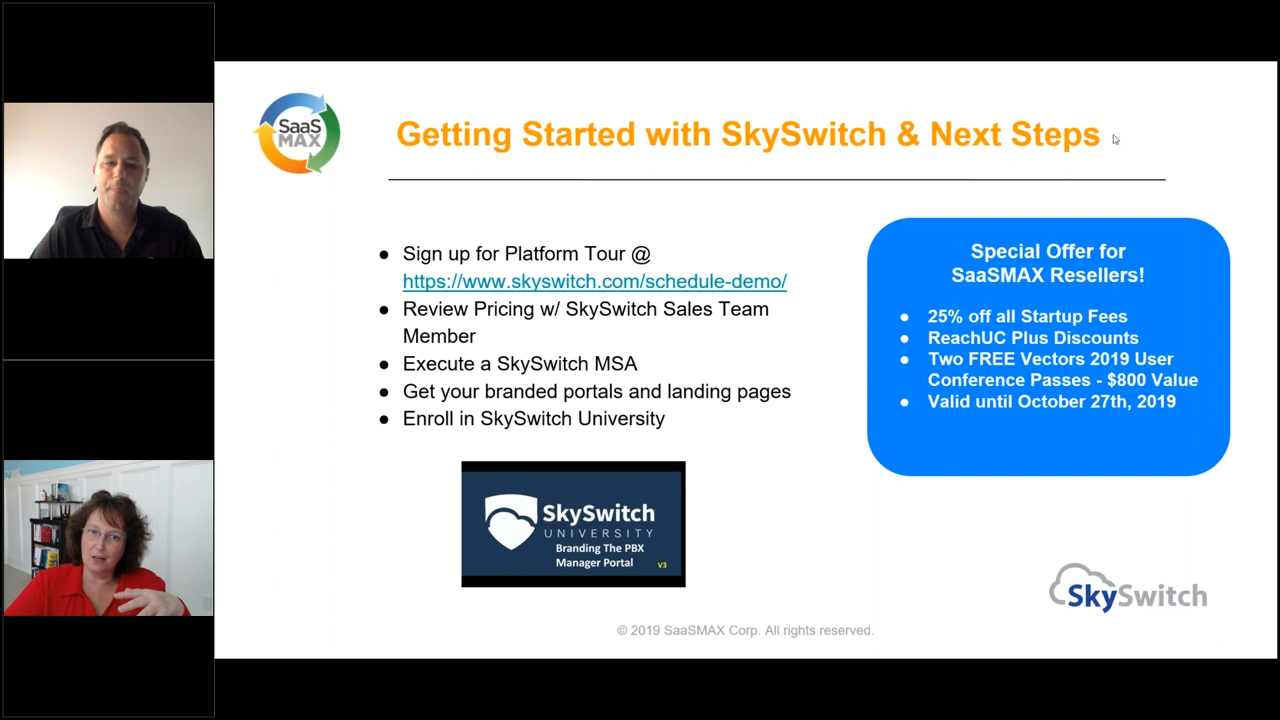 SaaS
MAX
Getting Started with SkySwitch & Next Steps
● Sign up for Platform Tour @
https://www.skyswitch.com/schedule-demo/
● Review Pricing w/ SkySwitch Sales Team
Member
● Execute a SkySwitch MSA
● Get your branded portals and landing pages
● Enroll in SkySwitch University
Special Offer for
SaaSMAX Resellers!
● 25% off all Startup Fees
● ReachUC Plus Discounts
● Two FREE Vectors 2019 User
Conference Passes - $800 Value
● Valid until October 27th, 2019
SkySwitch
UNIVERSITY
Branding The PBX
Manager Portal
V3
SkySwitch
© 2019 SaaSMAX Corp. All rights reserved.